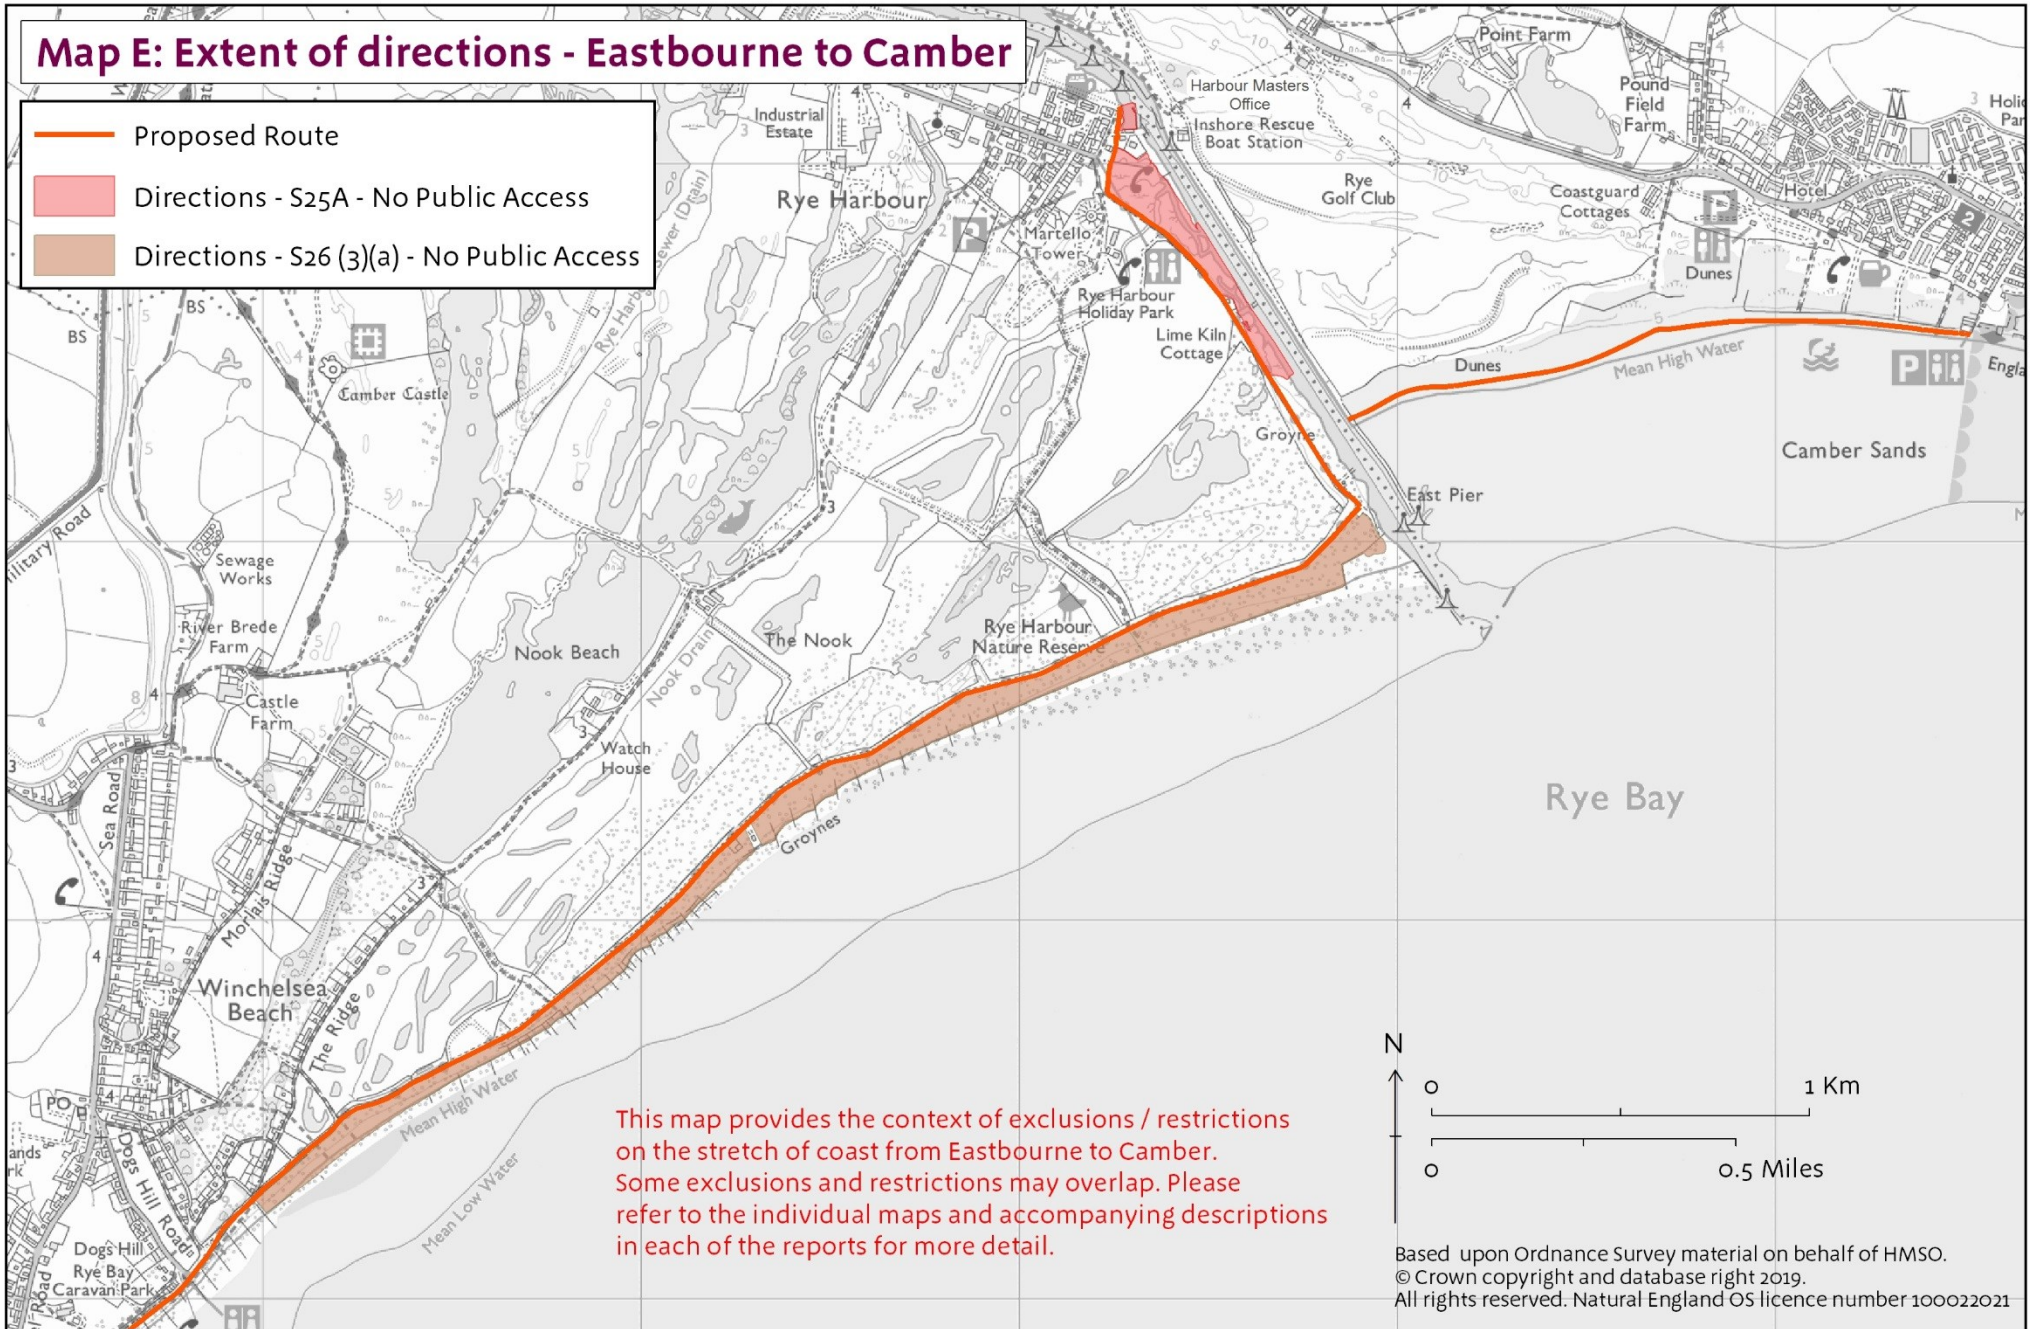 Map E: Extent of directions - Eastbourne to Camber
Proposed Route
Directions - S25A - No Public Access
Directions - S26 (3)(a) - No Public Access
Point Farm
Pound
Field
Farm
Harbour Masters
Office
Inshore Rescue
Boat Station
Industrial
Estate
Rye Harbour
Martello
Tower
Rye Harbour
Holiday Park
Lime Kiln
Cottage
Rye
Golf Club
Coastguard
Cottages
Hotel
2
Dunes
Dunes
Mean High Water
P
Camber Sands
Groyne
East Pier
BS
BS
Camber Castle
Sewage
Works
River Brede
Farm
Castle
Farm
Nook Beach
Nook Drain
The Nook
Watch
House
Rye Harbour
Nature Reserve
Groynes
Rye Bay
Sea Road
Morlais Ridge
Winchelsea
Beach
The Ridge
PO
Dogs Hill Road
Dogs Hill
Rye Bay
Caravan Park
Mean High Water
Mean Low Water
This map provides the context of exclusions / restrictions
on the stretch of coast from Eastbourne to Camber.
Some exclusions and restrictions may overlap. Please
refer to the individual maps and accompanying descriptions
in each of the reports for more detail.
N
0 1 Km
0 0.5 Miles
Based upon Ordnance Survey material on behalf of HMSO.
© Crown copyright and database right 2019.
All rights reserved. Natural England OS licence number 100022021